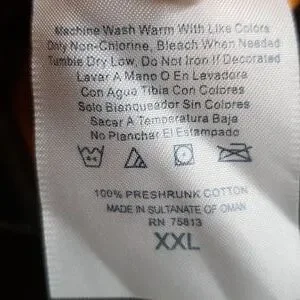 Machine Wash Warm With Like Colors
Only Non-Chlorine, Bleach When Needed
Tumble Dry Low, Do Not Iron If Decorated
Lavar A Mano O En Lavadora
Con Agua Tibia Con Colores
Solo Blanqueador Sin Colores
Sacar A Temperatura Baja
No Planchar El Estampado
100% PRESHRUNK COTTON
MADE IN SULTANATE OF OMAN
RN 75813
XXL